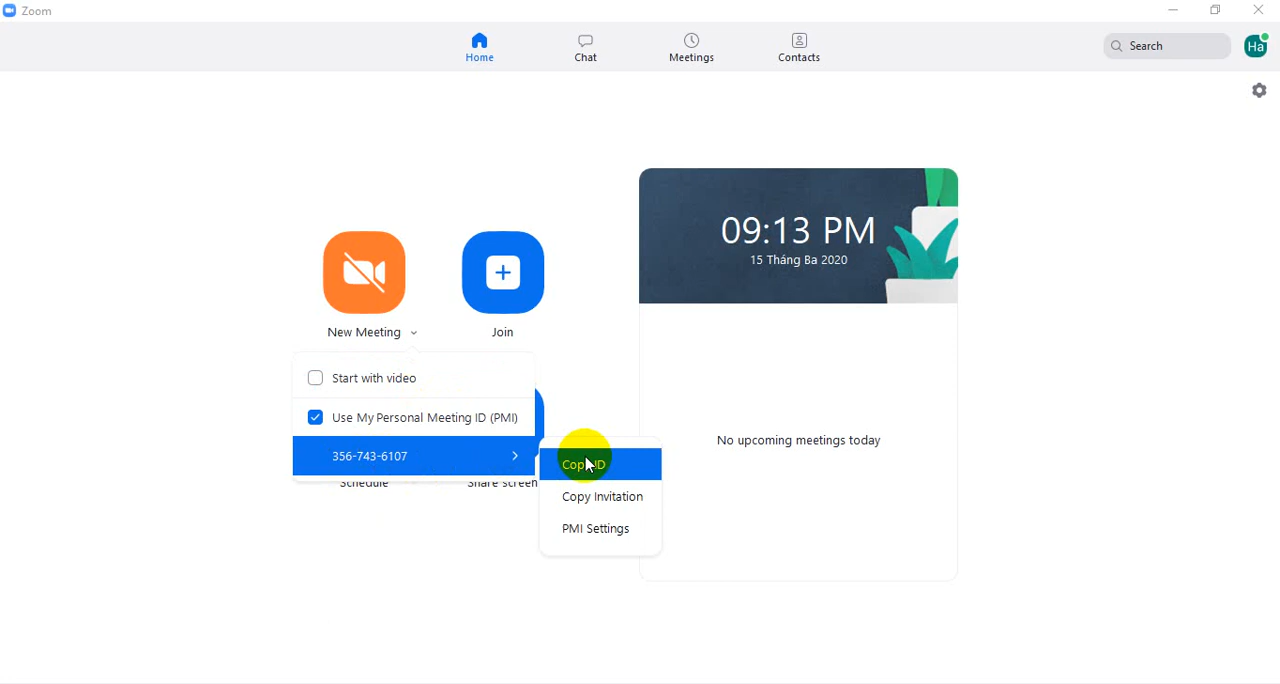 Zoom
Home
Chat
Meetings
Contacts
Search
Ha
09:13 PM
15 Tháng Ba 2020
New Meeting
Join
Start with video
Use My Personal Meeting ID (PMI)
356-743-6107
Copy ID
Schedule
Share screen
Copy Invitation
No upcoming meetings today
PMI Settings